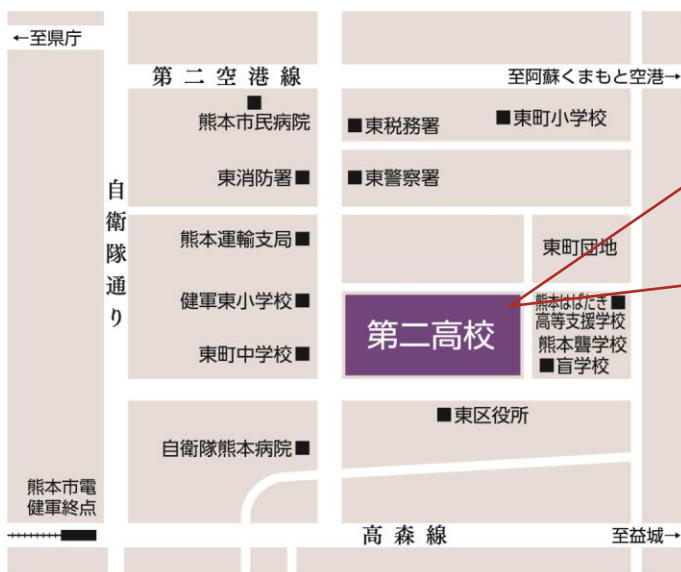 ←至県庁
第二空港線
至阿蘇くまもと空港→
■
熊本市民病院
■東税務署
■東町小学校
東消防署■
■東警察署
自衛隊通り
熊本運輸支局■
東町団地
健軍東小学校■
第二高校
熊本はばたき■
高等支援学校
熊本聾学校
■盲学校
東町中学校■
■東区役所
自衛隊熊本病院■
熊本市電
健軍終点
高森線
至益城→